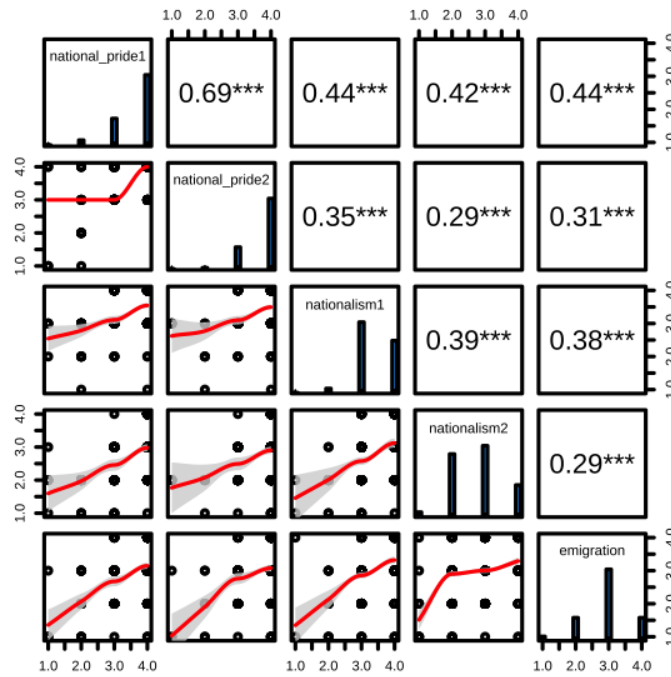 1.0 2.0 3.0 4.0 1.0 2.0 3.0 4.0
national_pride1 0.69*** 0.44*** 0.42*** 0.44*** 1.0 2.0 3.0 4.0
1.0 2.0 3.0 4.0 national_pride2 0.35*** 0.29*** 0.31***
nationalism1 0.39*** 0.38*** 1.0 2.0 3.0 4.0
1.0 2.0 3.0 4.0 nationalism2 0.29***
emigration 1.0 2.0 3.0 4.0
1.0 2.0 3.0 4.0 1.0 2.0 3.0 4.0 1.0 2.0 3.0 4.0